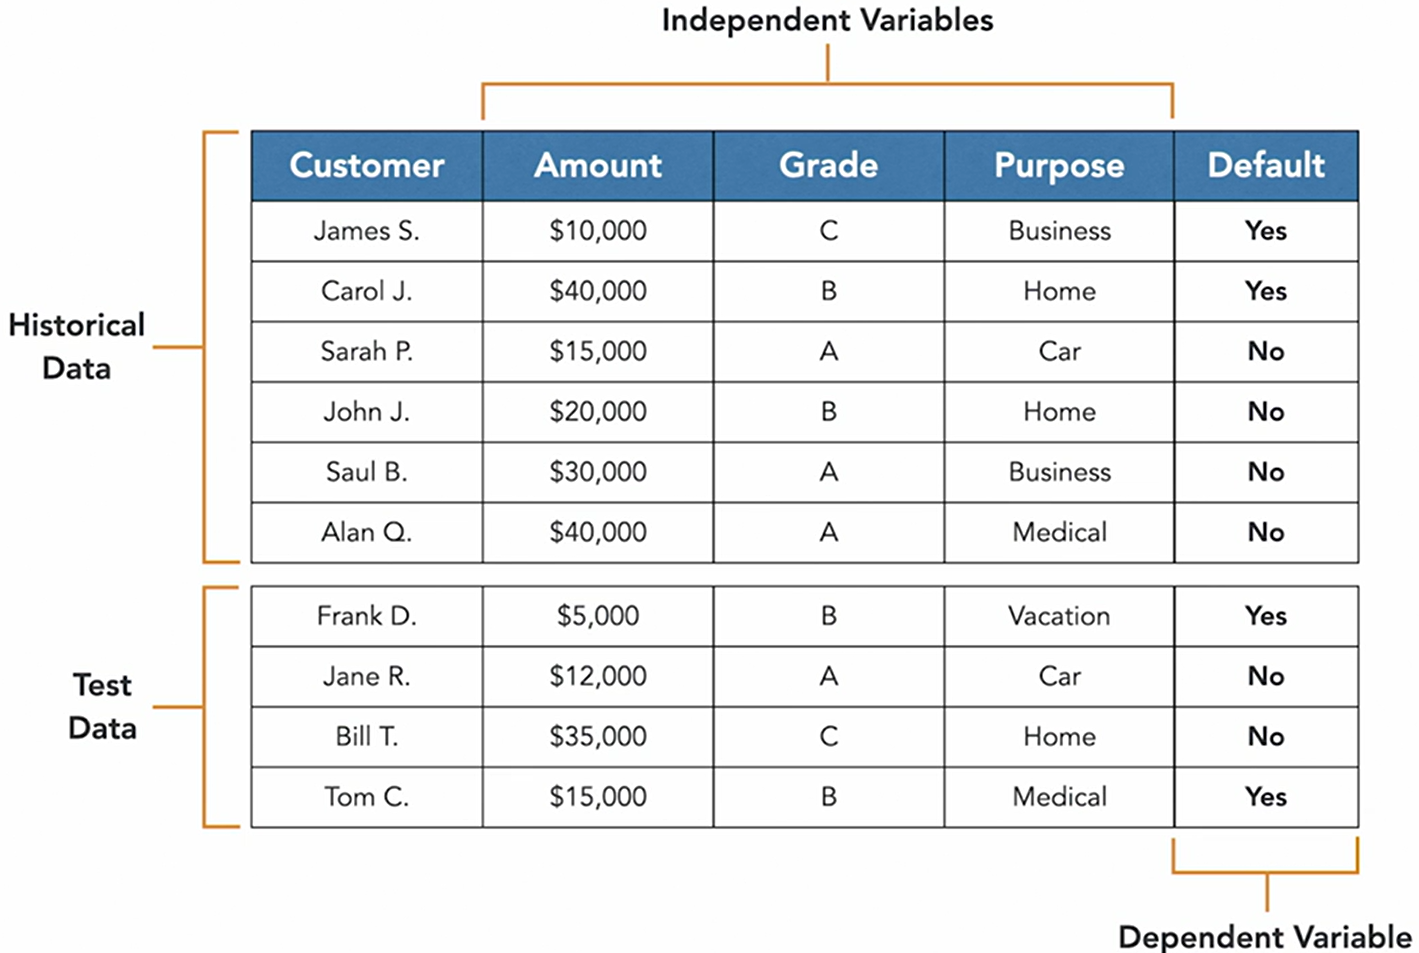 Independent Variables
Customer Amount Grade Purpose Default
James S. $10,000 C Business Yes
Carol J. $40,000 B Home Yes
Sarah P. $15,000 A Car No
John J. $20,000 B Home No
Saul B. $30,000 A Business No
Alan Q. $40,000 A Medical No
Historical
Data
Frank D. $5,000 B Vacation Yes
Jane R. $12,000 A Car No
Bill T. $35,000 C Home No
Tom C. $15,000 B Medical Yes
Test
Data
Dependent Variable